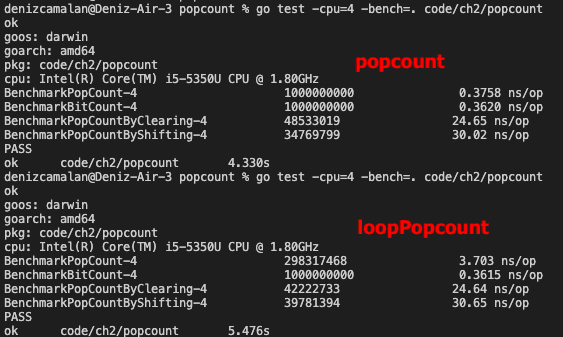 denizcamalan@Deniz-Air-3 popcount % go test -cpu=4 -bench=. code/ch2/popcount
ok
goos: darwin
goarch: amd64
pkg: code/ch2/popcount
popcount
cpu: Intel(R) Core(TM) i5-5350U CPU @ 1.80GHz
BenchmarkPopCount-4 1000000000 0.3758 ns/op
BenchmarkBitCount-4 1000000000 0.3620 ns/op
BenchmarkPopCountByClearing-4 48533019 24.65 ns/op
BenchmarkPopCountByShifting-4 34769799 30.02 ns/op
PASS
ok code/ch2/popcount 4.330s
denizcamalan@Deniz-Air-3 popcount % go test -cpu=4 -bench=. code/ch2/popcount
ok
goos: darwin
goarch: amd64
pkg: code/ch2/popcount
loopPopcount
cpu: Intel(R) Core(TM) i5-5350U CPU @ 1.80GHz
BenchmarkPopCount-4 298317468 3.703 ns/op
BenchmarkBitCount-4 1000000000 0.3615 ns/op
BenchmarkPopCountByClearing-4 42222733 24.64 ns/op
BenchmarkPopCountByShifting-4 39781394 30.65 ns/op
PASS
ok code/ch2/popcount 5.476s